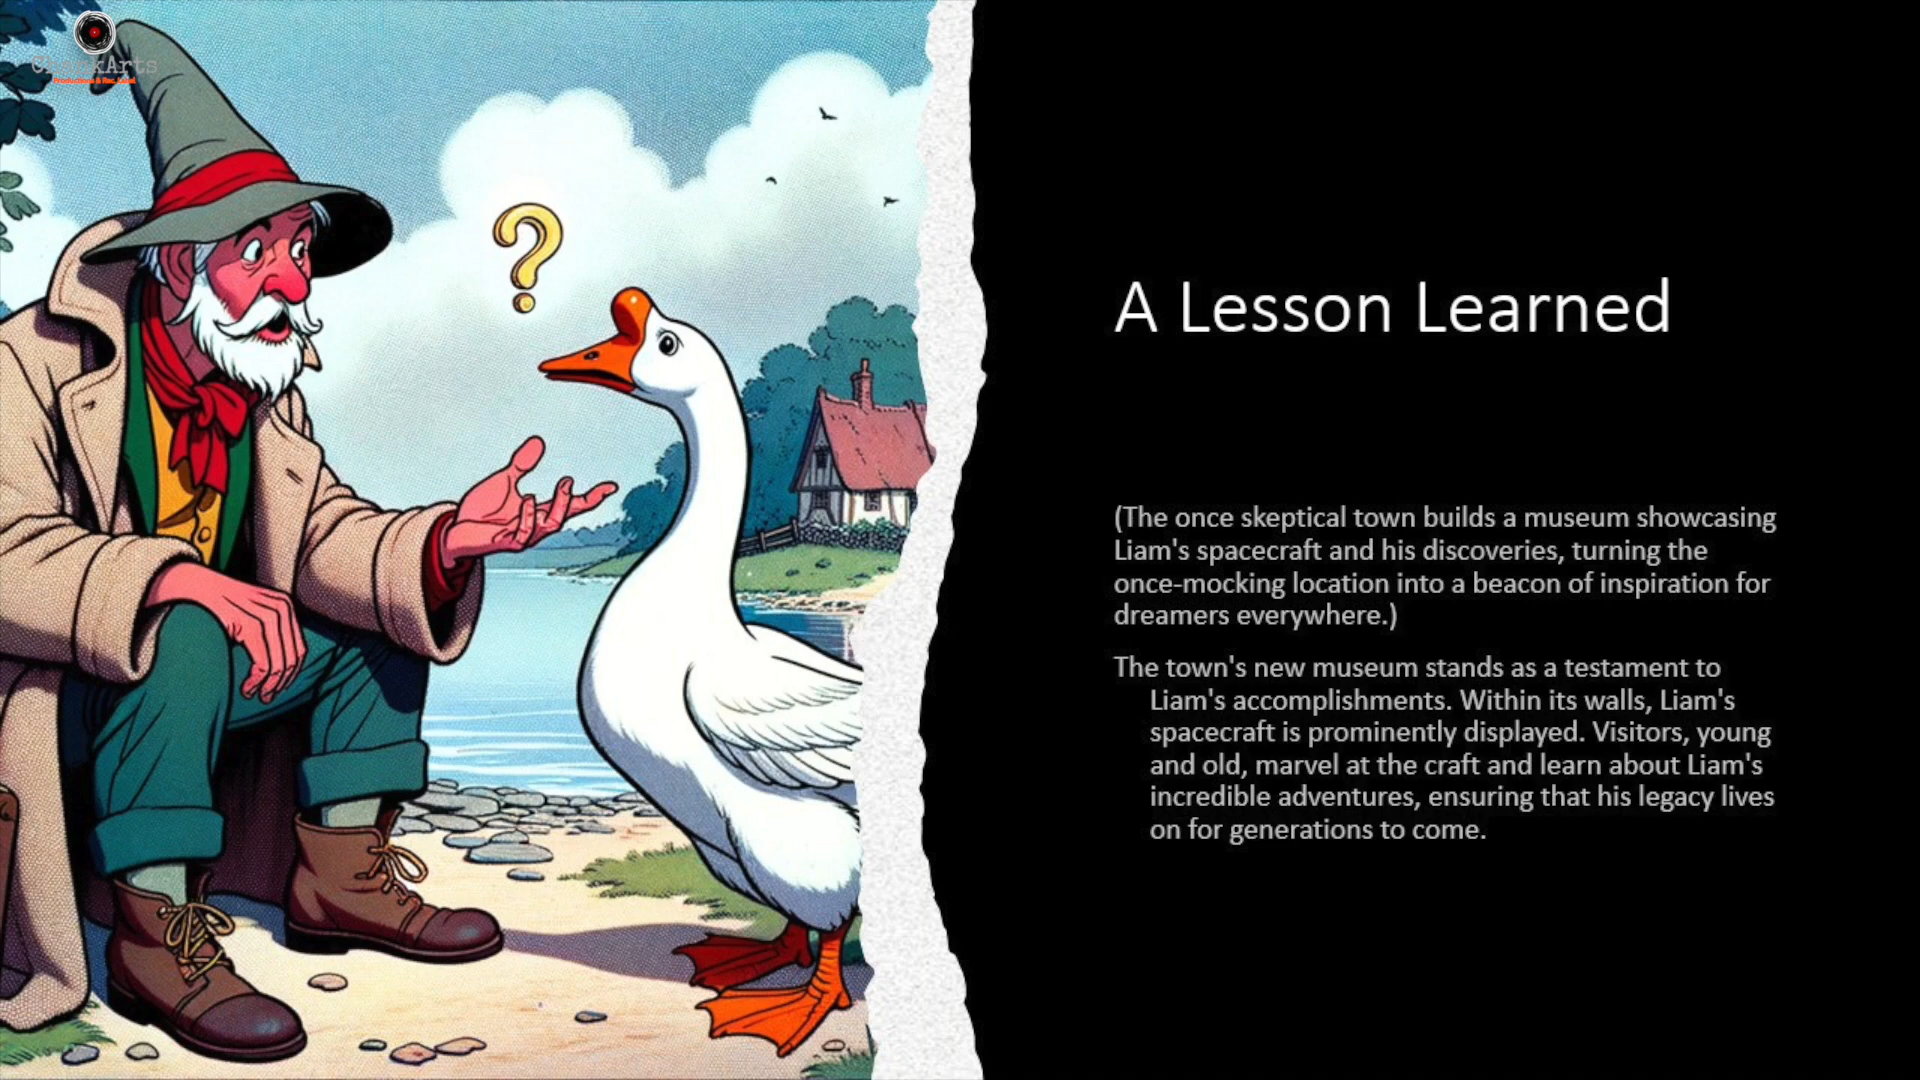 ?
A Lesson Learned
(The once skeptical town builds a museum showcasing
Liam's spacecraft and his discoveries, turning the
once-mocking location into a beacon of inspiration for
dreamers everywhere.)
The town's new museum stands as a testament to
Liam's accomplishments. Within its walls, Liam's
spacecraft is prominently displayed. Visitors, young
and old, marvel at the craft and learn about Liam's
incredible adventures, ensuring that his legacy lives
on for generations to come.